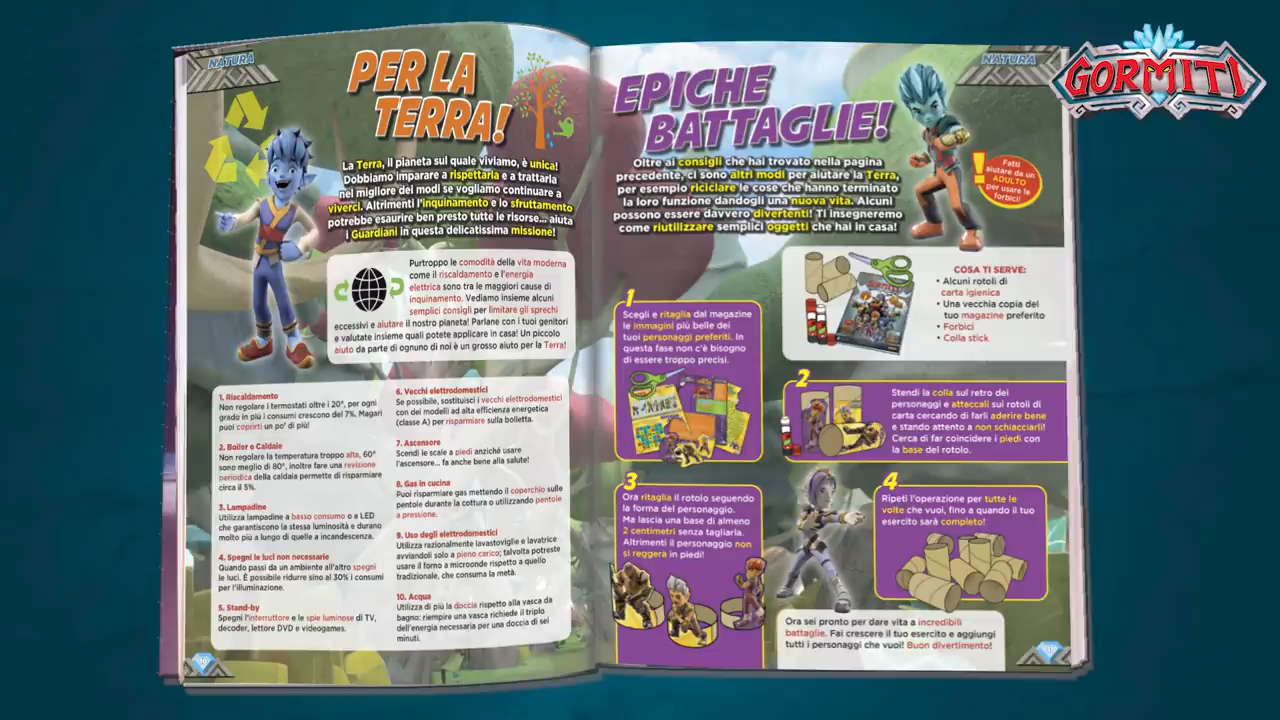 NATURA
PER LA
TERRA!
La Terra, il pianeta sul quale viviamo, è unica!
Dobbiamo imparare a rispettarla e a trattarla
nel migliore dei modi se vogliamo continuare a
viverci. Altrimenti l'inquinamento e lo sfruttamento
potrebbe esaurire ben presto tutte le risorse... aiuta
i Guardiani in questa delicatissima missione!
Purtroppo le comodità della vita moderna
come il riscaldamento e l'energia
elettrica sono tra le maggiori cause di
inquinamento. Vediamo insieme alcuni
semplici consigli per limitare gli sprechi
eccessivi e aiutare il nostro pianeta! Parlane con i tuoi genitori
e valutate insieme quali potete applicare in casa! Un piccolo
aiuto da parte di ognuno di noi è un grosso aiuto per la Terra!
1. Riscaldamento
Non regolare i termostati oltre i 20°, per ogni
grado in più i consumi crescono del 7%. Magari
puoi coprirti un po' di più!
2. Boiler e Caldaie
Non regolare la temperatura troppo alta, 60°
sono meglio di 80°, inoltre fare una revisione
periodica della caldaia permette di risparmiare
circa il 5%.
3. Lampadine
Utilizza lampadine a basso consumo o a LED
che garantiscono la stessa luminosità e durano
molto più a lungo di quelle a incandescenza.
4. Spegni le luci non necessarie
Quando passi da un ambiente all'altro spegni
le luci. È possibile ridurre sino al 30% i consumi
per l'illuminazione.
5. Stand-by
Spegni l'interruttore e le spie luminose di TV,
decoder, lettore DVD e videogames.
6. Vecchi elettrodomestici
Se possibile, sostituisci i vecchi elettrodomestici
con dei modelli ad alta efficienza energetica
(classe A) per risparmiare sulla bolletta.
7. Ascensore
Scendi le scale a piedi anziché usare
l'ascensore... fa anche bene alla salute!
8. Gas in cucina
Puoi risparmiare gas mettendo il coperchio sulle
pentole durante la cottura o utilizzando pentole
a pressione.
9. Uso degli elettrodomestici
Utilizza razionalmente lavastoviglie e lavatrice
avviandoli solo a pieno carico; talvolta potreste
usare il forno a microonde rispetto a quello
tradizionale, che consuma la metà.
10. Acqua
Utilizza di più la doccia rispetto alla vasca da
bagno: riempire una vasca richiede il triplo
dell'energia necessaria per una doccia di sei
minuti.
NATURA
GORMITI
EPICHE
BATTAGLIE!
Oltre ai consigli che hai trovato nella pagina
precedente, ci sono altri modi per aiutare la Terra,
per esempio riciclare le cose che hanno terminato
la loro funzione dandogli una nuova vita. Alcuni
possono essere davvero divertenti! Ti insegneremo
come riutilizzare semplici oggetti che hai in casa!
Fatti
aiutare da un
ADULTO
per usare le
forbici!
COSA TI SERVE:
• Alcuni rotoli di
carta igienica
• Una vecchia copia del
tuo magazine preferito
• Forbici
• Colla stick.
1
Scegli e ritaglia dal magazine
le immagini più belle dei
tuoi personaggi preferiti. In
questa fase non c'è bisogno
di essere troppo precisi.
2
Stendi la colla sul retro dei
personaggi e attaccali sui rotoli di
carta cercando di farli aderire bene
e stando attento a non schiacciarli!
Cerca di far coincidere i piedi con
la base del rotolo.
3
Ora ritaglia il rotolo seguendo
la forma del personaggio.
Ma lascia una base di almeno
2 centimetri senza tagliarla.
Altrimenti il personaggio non
si reggerà in piedi!
4
Ripeti l'operazione per tutte le
volte che vuoi, fino a quando il tuo
esercito sarà completo!
Ora sei pronto per dare vita a incredibili
battaglie. Fai crescere il tuo esercito e aggiungi
tutti i personaggi che vuoi! Buon divertimento!